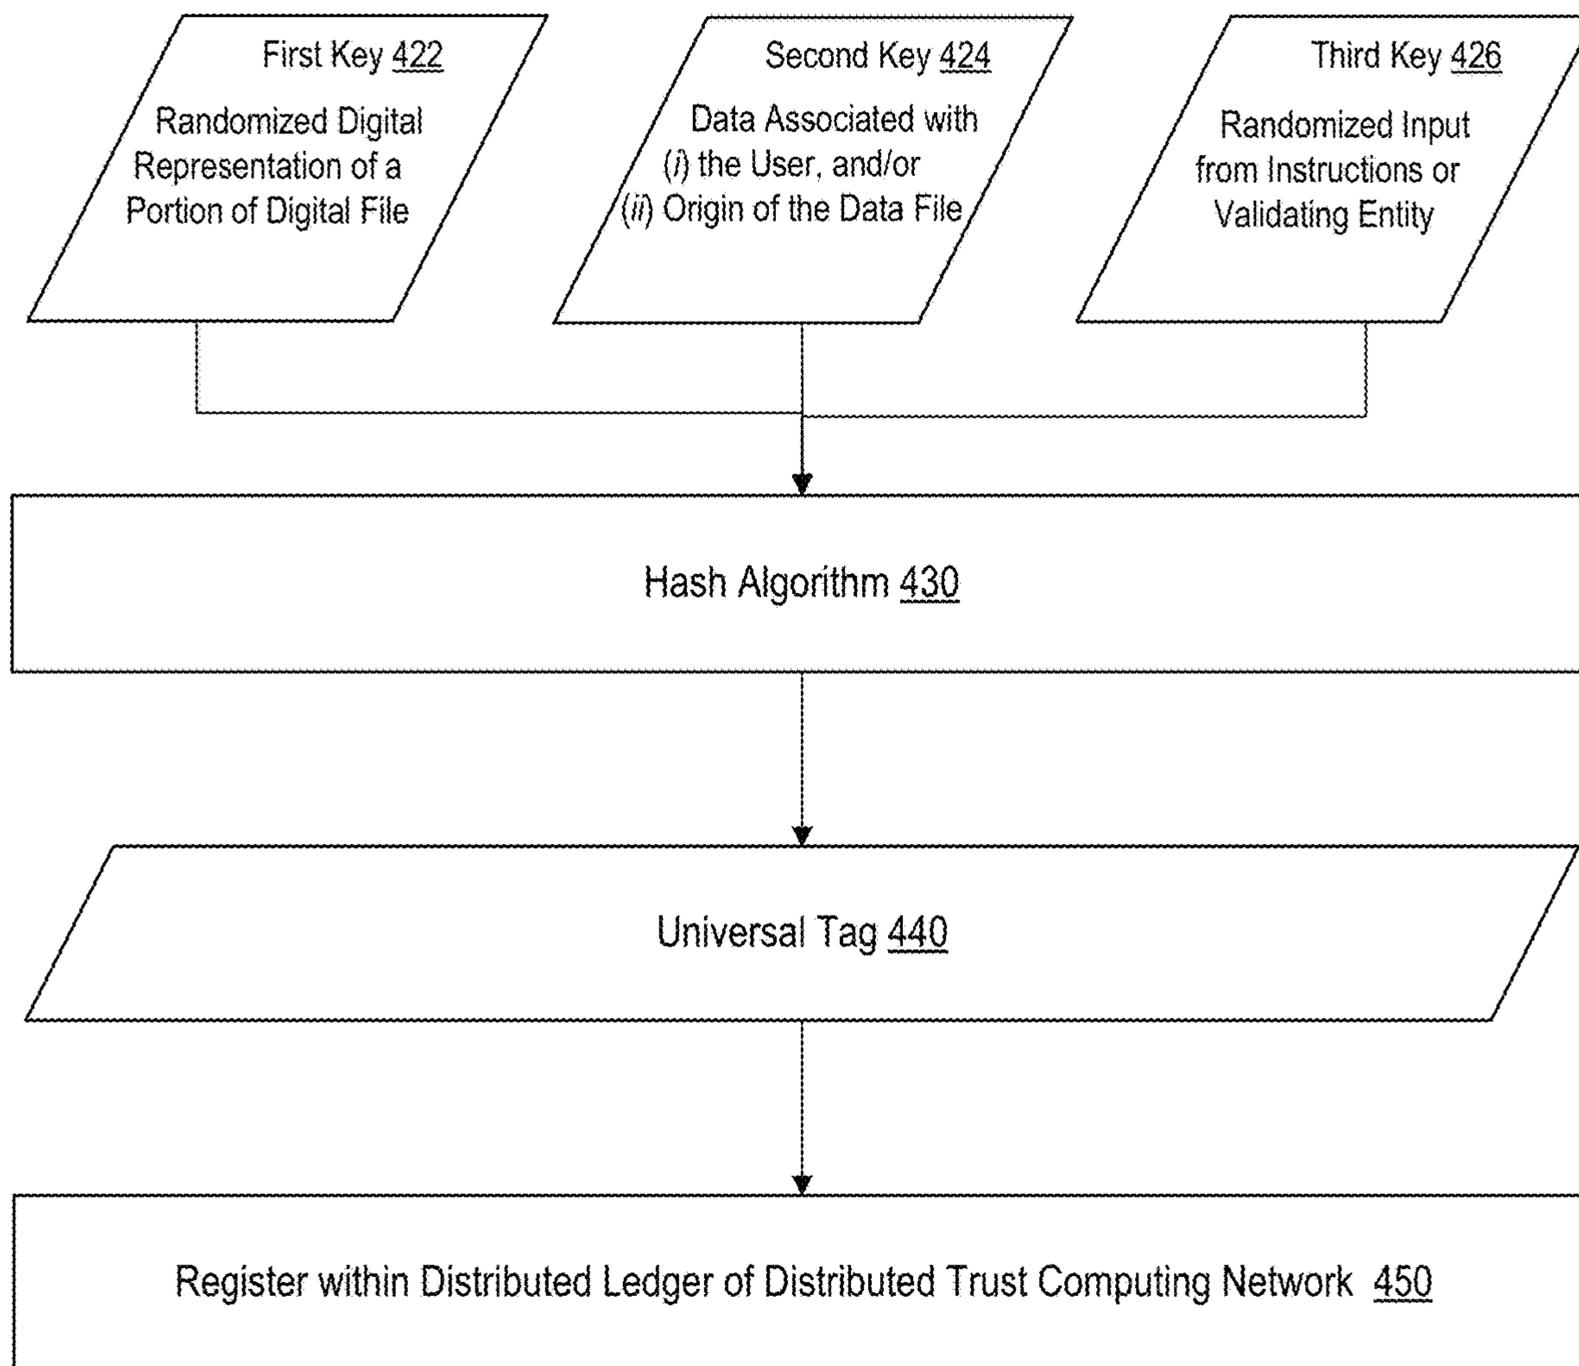 First Key 422
Randomized Digital
Representation of a
Portion of Digital File
Second Key 424
Data Associated with
(i) the User, and/or
(ii) Origin of the Data File
Third Key 426
Randomized Input
from Instructions or
Validating Entity
Hash Algorithm 430
Universal Tag 440
Register within Distributed Ledger of Distributed Trust Computing Network 450